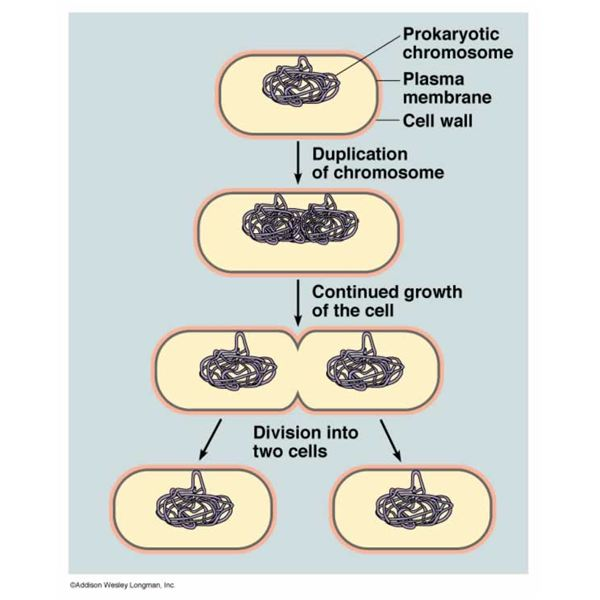 Prokaryotic
chromosome
Plasma
membrane
Cell wall
Duplication
of chromosome
Continued growth
of the cell
Division into
two cells
©Addison Wesley Longman, Inc.